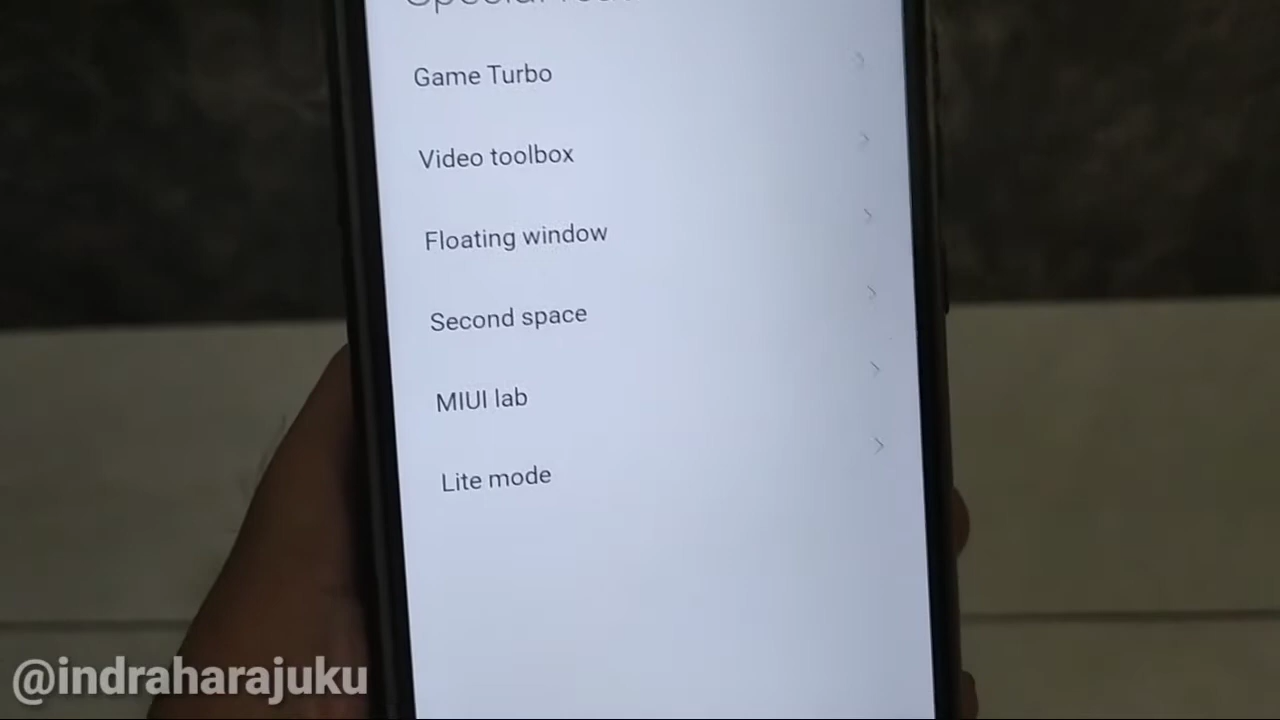 Game Turbo
Video toolbox
Floating window
Second space
MIUI lab
Lite mode
@indraharajuku